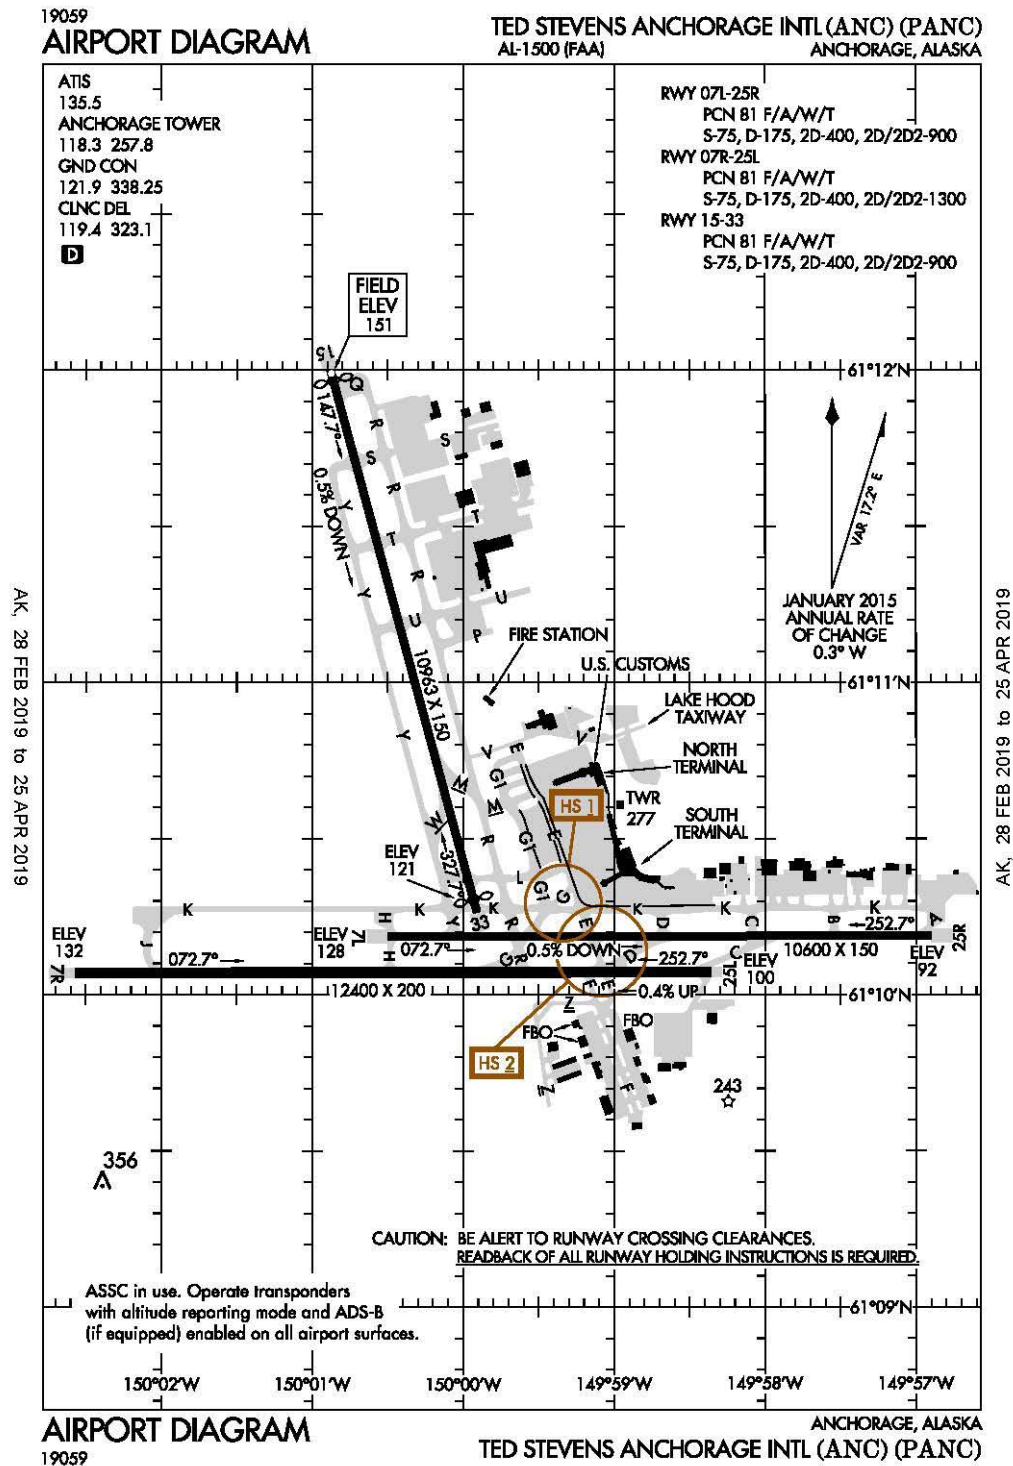 19059
AIRPORT DIAGRAM
TED STEVENS ANCHORAGE INTL (ANC) (PANC)
AL-1500 (FAA)
ANCHORAGE, ALASKA
ATIS
135.5
ANCHORAGE TOWER
118.3 257.8
GND CON
121.9 338.25
CLNC DEL
119.4 323.1
D
RWY 07L-25R
PCN 81 F/A/W/T
S-75, D-175, 2D-400, 2D/2D2-900
RWY 07R-25L
PCN 81 F/A/W/T
S-75, D-175, 2D-400, 2D/2D2-1300
RWY 15-33
PCN 81 F/A/W/T
S-75, D-175, 2D-400, 2D/2D2-900
FIELD
ELEV
151
15
Q
147.7°
0.5% DOWN
R
S
S
R
Y
T
T
Y
R
U
U
P
10963 X 150
61°12'N
VAR 17.2° E
JANUARY 2015
ANNUAL RATE
OF CHANGE
0.3° W
FIRE STATION
U.S. CUSTOMS
61°11'N
LAKE HOOD
TAXIWAY
NORTH
TERMINAL
TWR
277
SOUTH
TERMINAL
HS 1
Y
V
E
V
G1
M
M
M
G1
E
R
L
G1
G
327.7°
ELEV
121
K
H
K
Y
33
K
R
E
K
D
K
C
B
K
A
252.7°
25R
ELEV
132
J
ELEV
128
7L
H
072.7°
0.5% DOWN
C
10600 X 150
ELEV
92
7R
072.7°
G
R
D
252.7°
25L
ELEV
100
12400 X 200
F
E
0.4% UP
61°10'N
Z
FBO
FBO
HS 2
Z
F
243
356
CAUTION: BE ALERT TO RUNWAY CROSSING CLEARANCES.
READBACK OF ALL RUNWAY HOLDING INSTRUCTIONS IS REQUIRED.
ASSC in use. Operate transponders
with altitude reporting mode and ADS-B
(if equipped) enabled on all airport surfaces.
61°09'N
150°02'W
150°01'W
150°00'W
149°59'W
149°58'W
149°57'W
AK, 28 FEB 2019 to 25 APR 2019
AK, 28 FEB 2019 to 25 APR 2019
AIRPORT DIAGRAM
19059
ANCHORAGE, ALASKA
TED STEVENS ANCHORAGE INTL (ANC) (PANC)